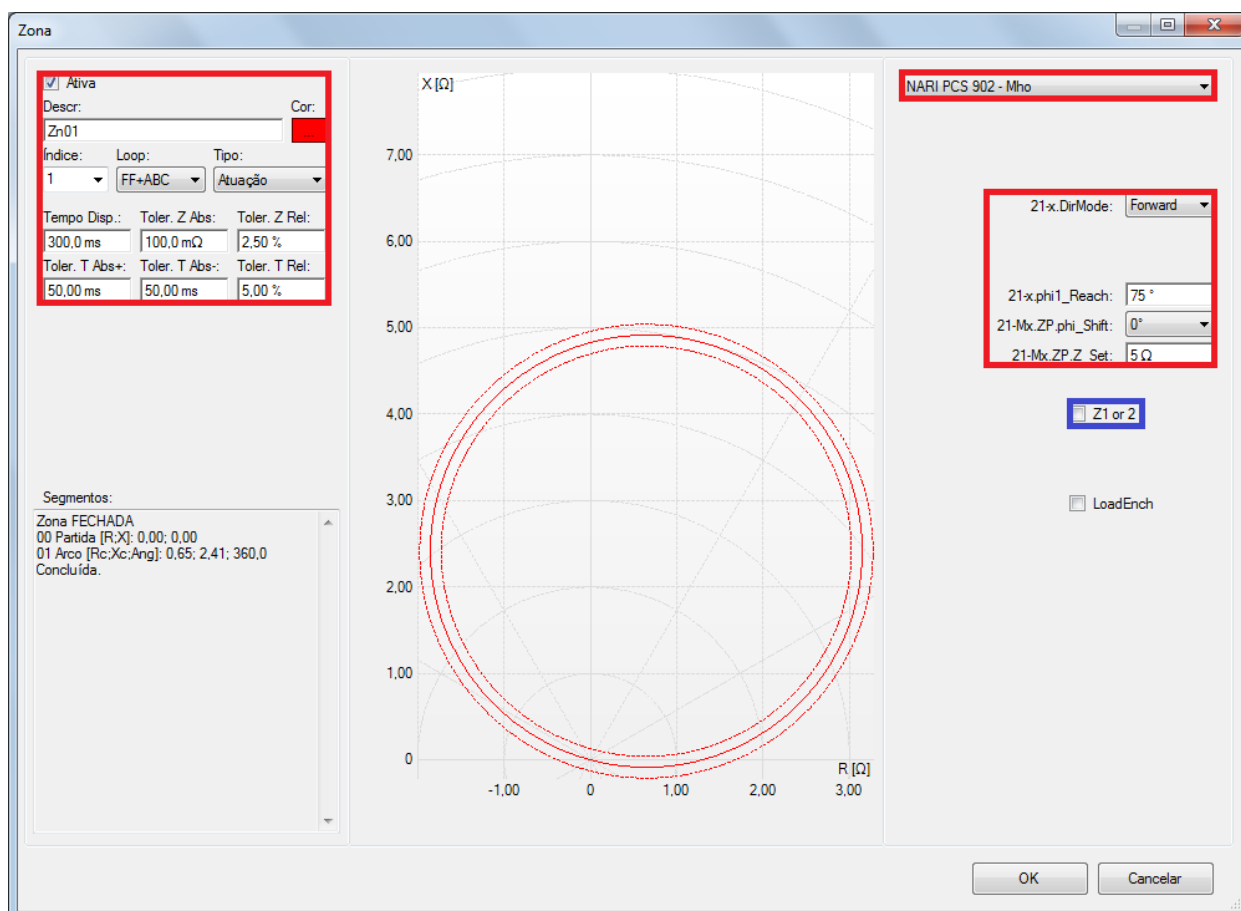 Zona
Ativa
Descr: Cor:
Zn01 ...
Índice: Loop: Tipo:
1 FF+ABC Atuação
Tempo Disp.: Toler. Z Abs: Toler. Z Rel:
300,0 ms 100,0 mΩ 2,50 %
Toler. T Abs+: Toler. T Abs-: Toler. T Rel:
50,00 ms 50,00 ms 5,00 %
Segmentos:
Zona FECHADA
00 Partida [R;X]: 0,00; 0,00
01 Arco [Rc;Xc;Ang]: 0,65; 2,41; 360,0
Concluída.
X [Ω]
7,00
6,00
5,00
4,00
3,00
2,00
1,00
0
R [Ω]
-1,00 0 1,00 2,00 3,00
NARI PCS 902 - Mho
21-x.DirMode: Forward
21-x.phi1_Reach: 75 °
21-Mx.ZP.phi_Shift: 0°
21-Mx.ZP.Z_Set: 5 Ω
Z1 or 2
LoadEnch
OK Cancelar